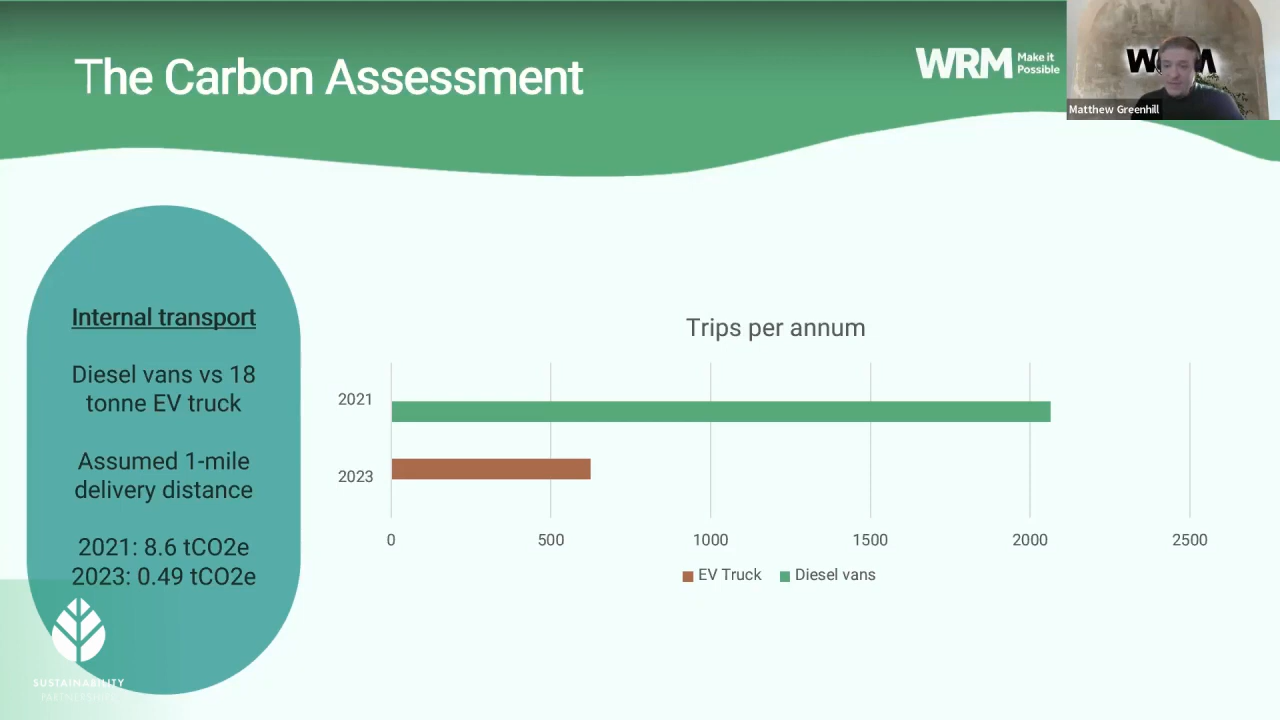 The Carbon Assessment
WRM Make it Possible
WRM
Matthew Greenhill
Internal transport
Diesel vans vs 18
tonne EV truck
Assumed 1-mile
delivery distance
2021: 8.6 tCO2e
2023: 0.49 tCO2e
Trips per annum
2021
2023
0 500 1000 1500 2000 2500
EV Truck Diesel vans
SUSTAINABILITY
PARTNERSHIPS